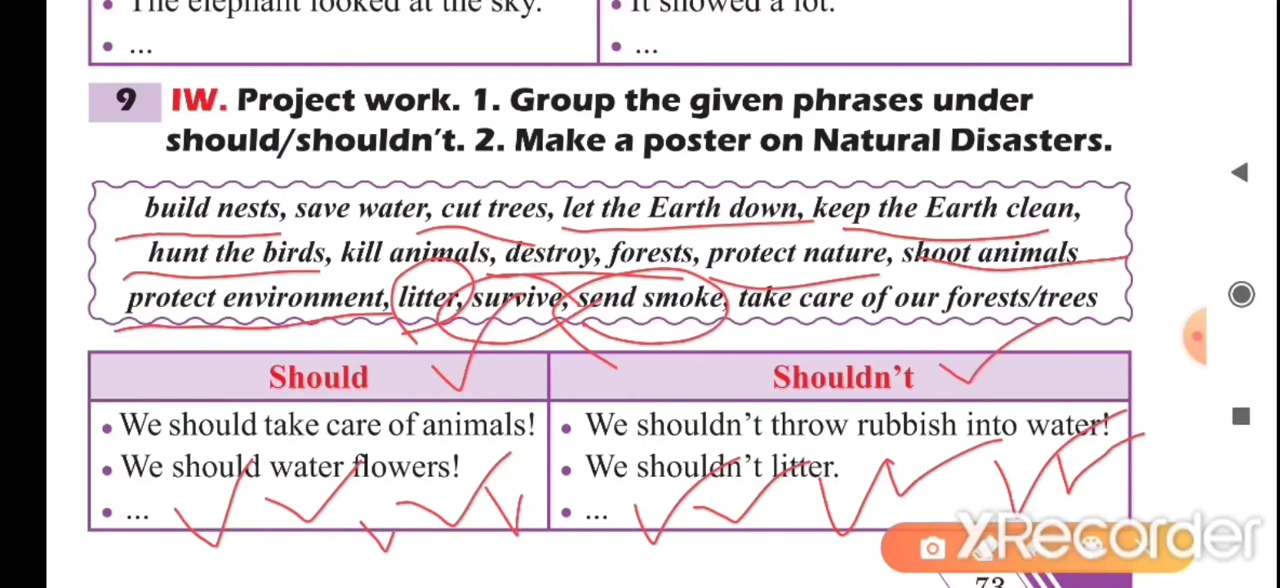 • The elephant looked at the sky.
• It showed a lot.
• ...
• ...
9 IW. Project work. 1. Group the given phrases under
should/shouldn't. 2. Make a poster on Natural Disasters.
build nests, save water, cut trees, let the Earth down, keep the Earth clean,
hunt the birds, kill animals, destroy, forests, protect nature, shoot animals
protect environment, litter, survive, send smoke, take care of our forests/trees
Should
Shouldn't
• We should take care of animals!
• We should water flowers!
• ...
• We shouldn't throw rubbish into water!
• We shouldn't litter.
• ...
XRecorder
73